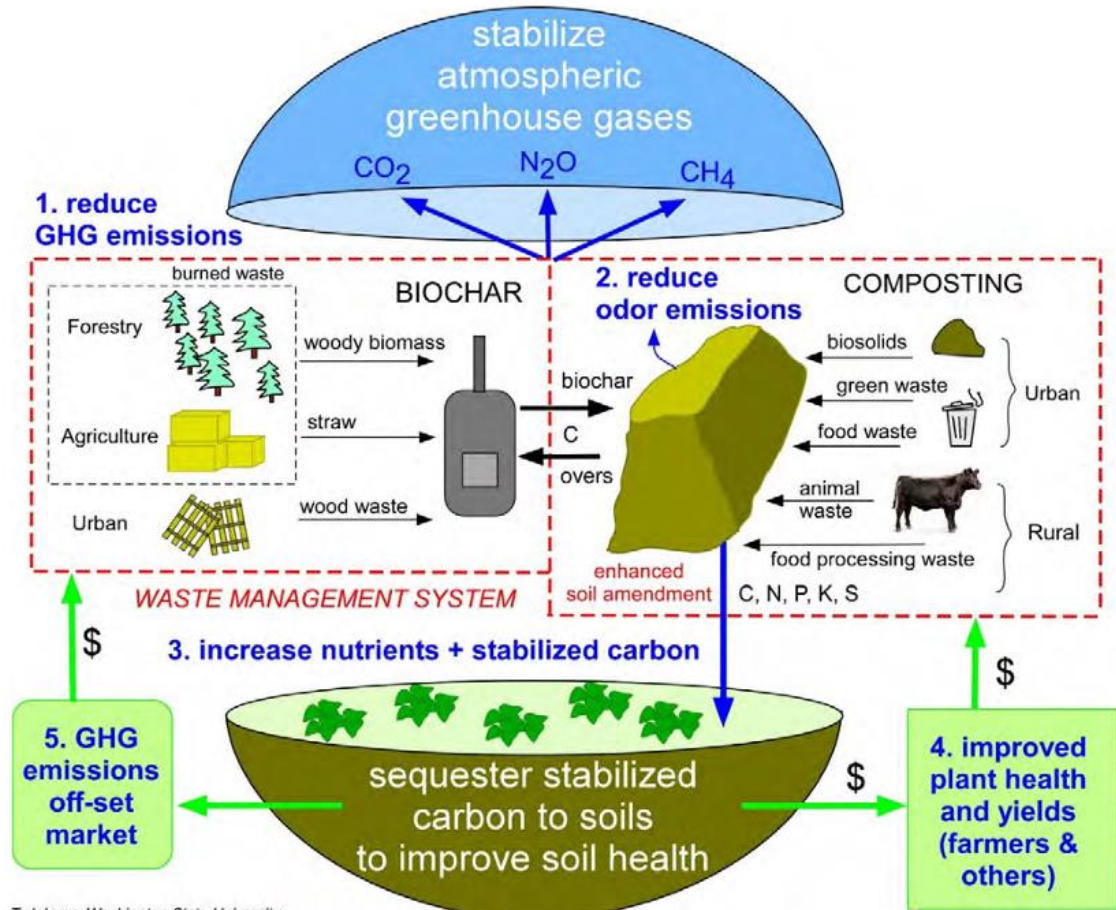 stabilize
atmospheric
greenhouse gases
CO2
N2O
CH4
1. reduce
GHG emissions
burned waste
BIOCHAR
Forestry
woody biomass
Agriculture
straw
Urban
wood waste
biochar
C
overs
2. reduce
odor emissions
COMPOSTING
biosolids
green waste
food waste
Urban
animal
waste
food processing waste
Rural
enhanced
soil amendment
C, N, P, K, S
WASTE MANAGEMENT SYSTEM
3. increase nutrients + stabilized carbon
$
$
5. GHG
emissions
off-set
market
sequester stabilized
carbon to soils
to improve soil health
$
4. improved
plant health
and yields
(farmers &
others)